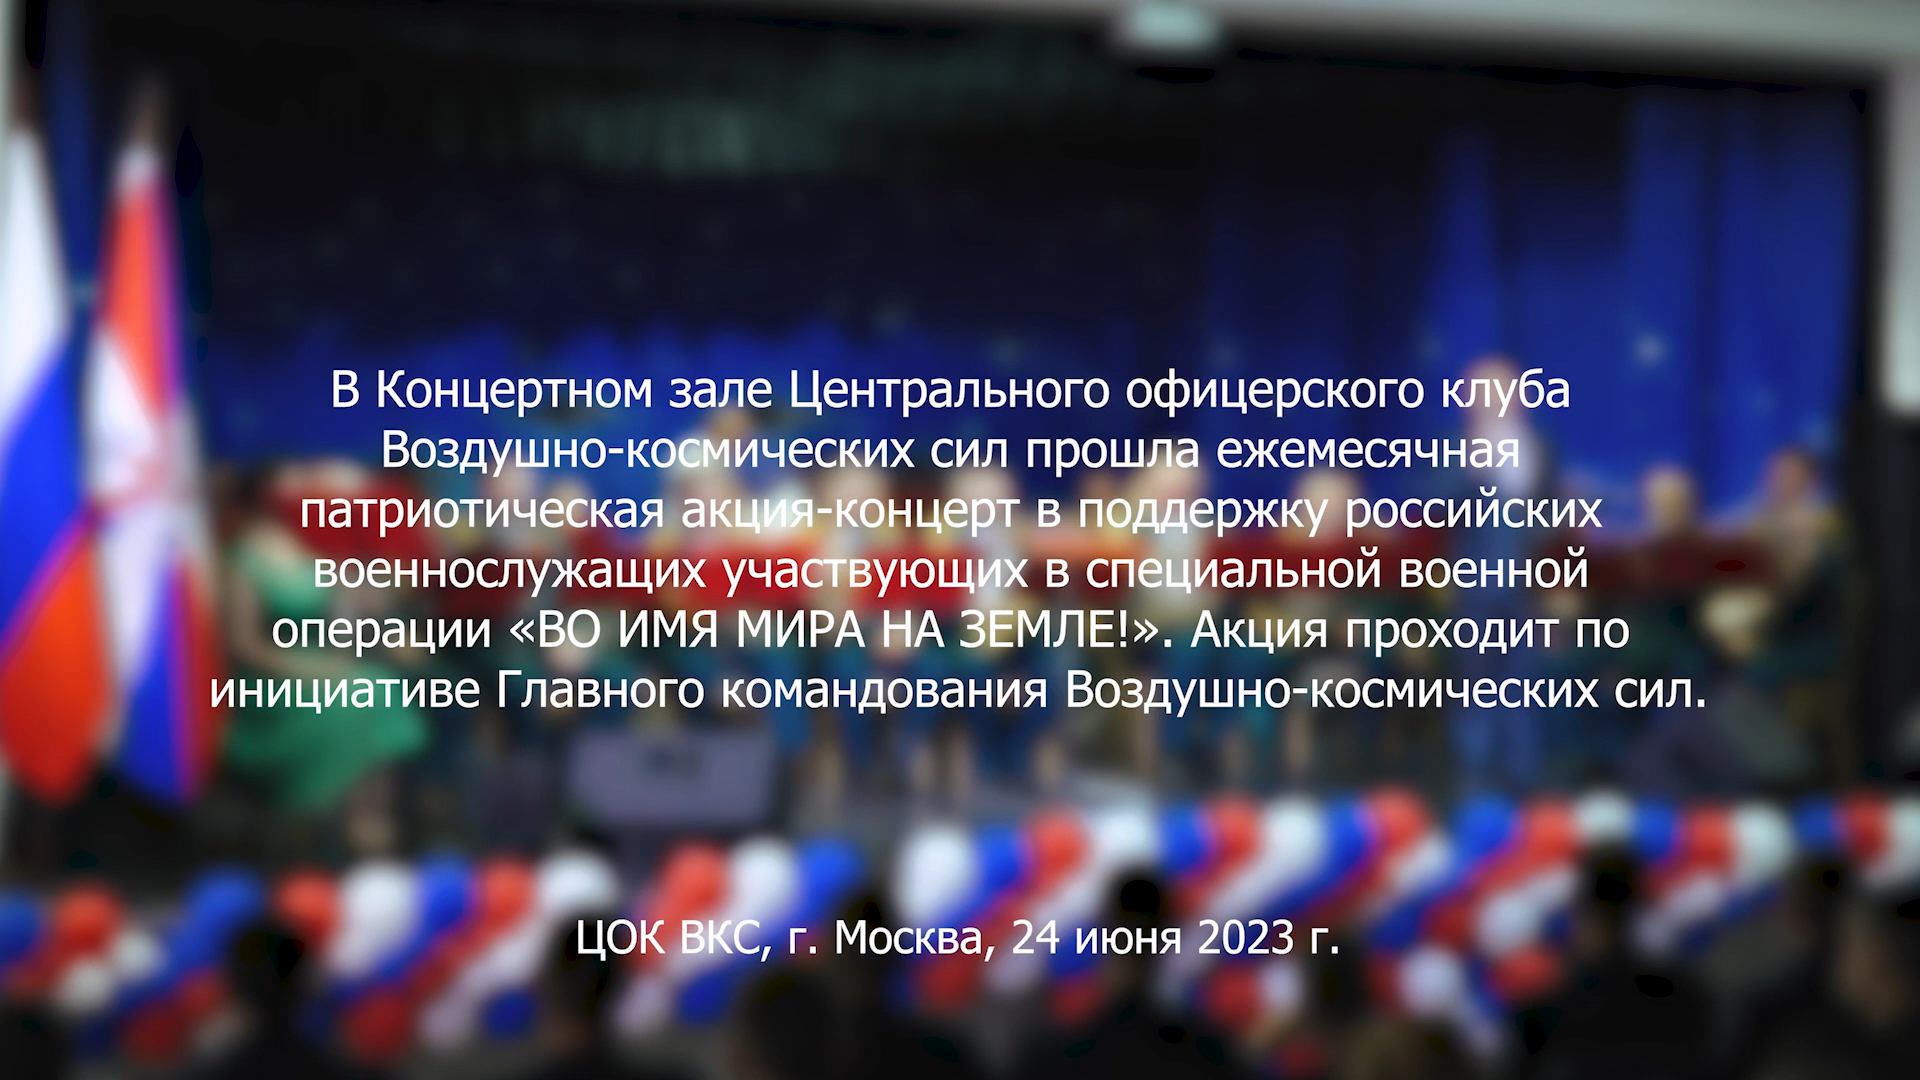 В Концертном зале Центрального офицерского клуба
Воздушно-космических сил прошла ежемесячная
патриотическая акция-концерт в поддержку российских
военнослужащих участвующих в специальной военной
операции «ВО ИМЯ МИРА НА ЗЕМЛЕ!». Акция проходит по
инициативе Главного командования Воздушно-космических сил.
ЦОК ВКС, г. Москва, 24 июня 2023 г.